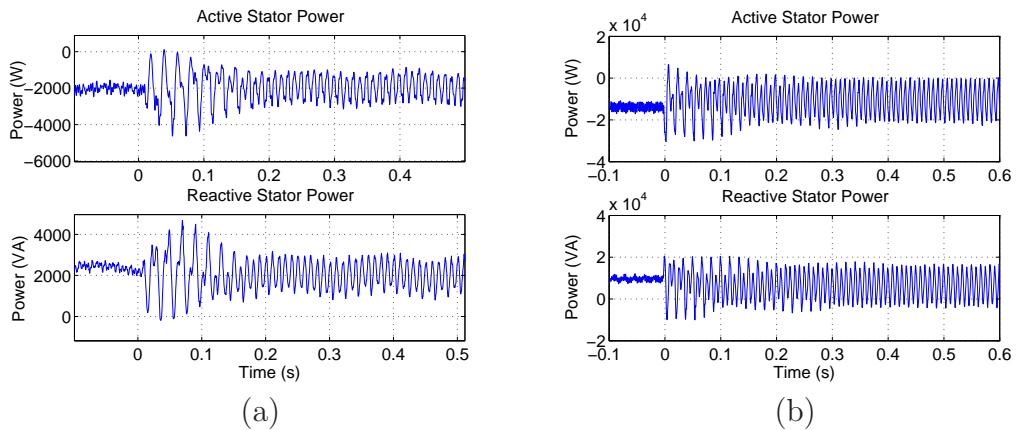 Active Stator Power
0
−2000
−4000
−6000
Power (W)
0 0.1 0.2 0.3 0.4
Reactive Stator Power
4000
2000
0
Power (VA)
0 0.1 0.2 0.3 0.4 0.5
Time (s)
(a)
Active Stator Power
x 10^4
2
0
−2
−4
Power (W)
−0.1 0 0.1 0.2 0.3 0.4 0.5 0.6
Reactive Stator Power
x 10^4
4
2
0
−2
Power (VA)
−0.1 0 0.1 0.2 0.3 0.4 0.5 0.6
Time (s)
(b)